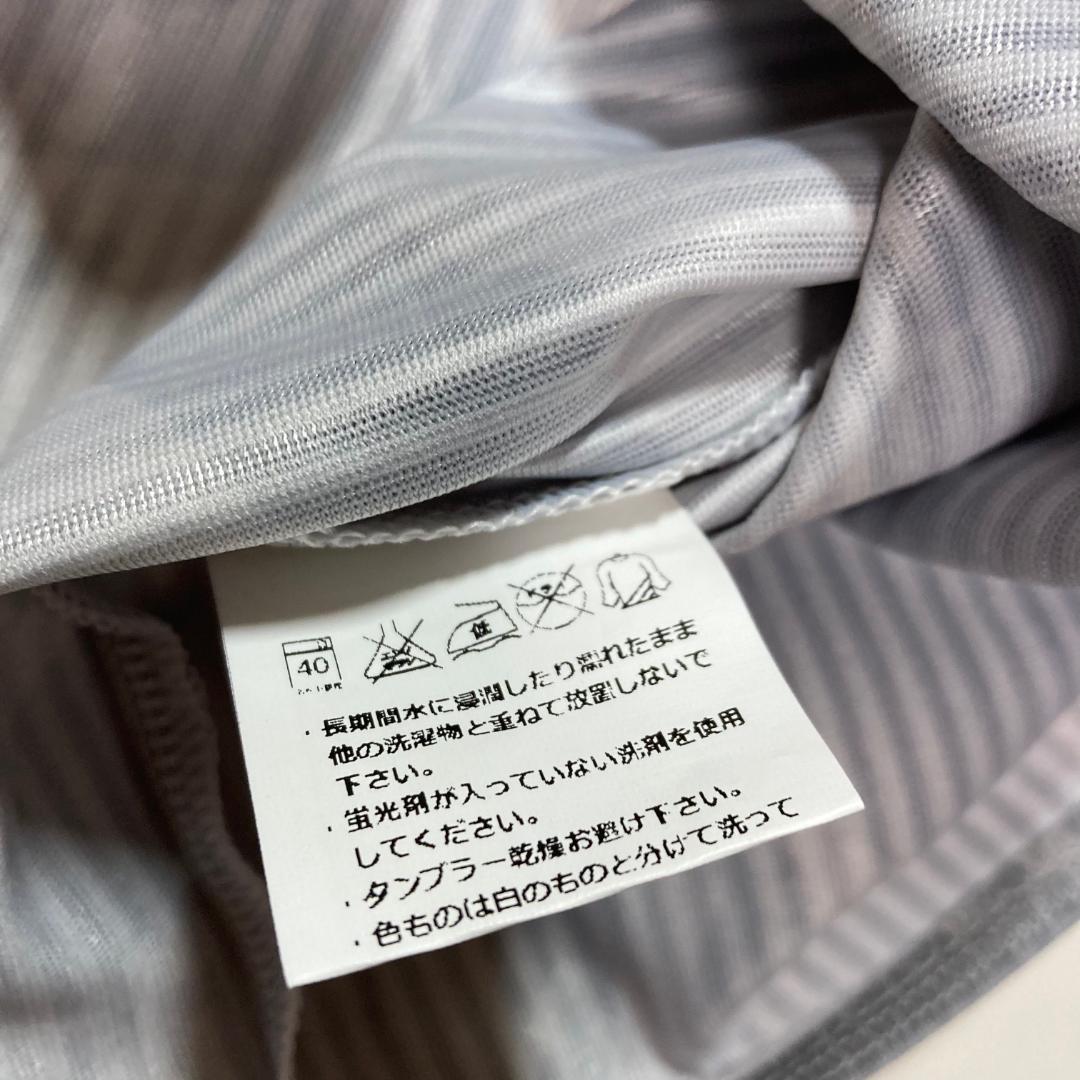 40
低
・長期間水に浸潤したり濡れたまま
他の洗濯物と重ねて放置しないで
下さい。
・蛍光剤が入っていない洗剤を使用
してください。
・タンブラー乾燥お避け下さい。
・色ものは白のものと分けて洗って